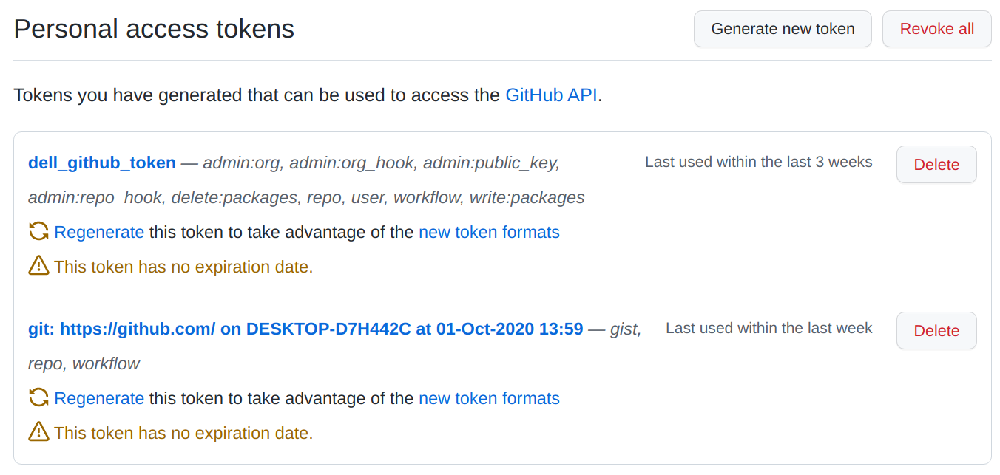 Personal access tokens
Generate new token
Revoke all
Tokens you have generated that can be used to access the GitHub API.
dell_github_token — admin:org, admin:org_hook, admin:public_key,
Last used within the last 3 weeks
Delete
admin:repo_hook, delete:packages, repo, user, workflow, write:packages
Regenerate this token to take advantage of the new token formats
This token has no expiration date.
git: https://github.com/ on DESKTOP-D7H442C at 01-Oct-2020 13:59 — gist,
Last used within the last week
Delete
repo, workflow
Regenerate this token to take advantage of the new token formats
This token has no expiration date.